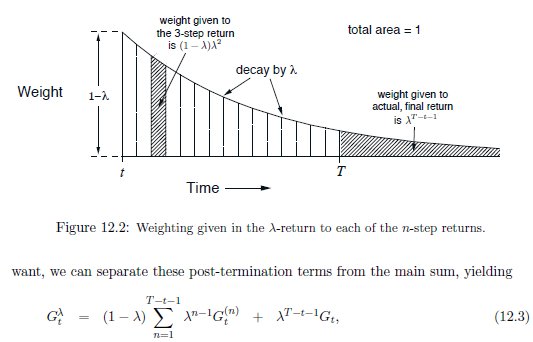 weight given to
the 3-step return
is (1 − λ)λ²
total area = 1
decay by λ
Weight
1−λ
weight given to
actual, final return
is λᵀ⁻ᵗ⁻¹
t
T
Time
Figure 12.2: Weighting given in the λ-return to each of the n-step returns.
want, we can separate these post-termination terms from the main sum, yielding
G_t^λ = (1 − λ) ∑_{n=1}^{T−t−1} λ^{n−1}G_t^{(n)} + λ^{T−t−1}G_t, (12.3)